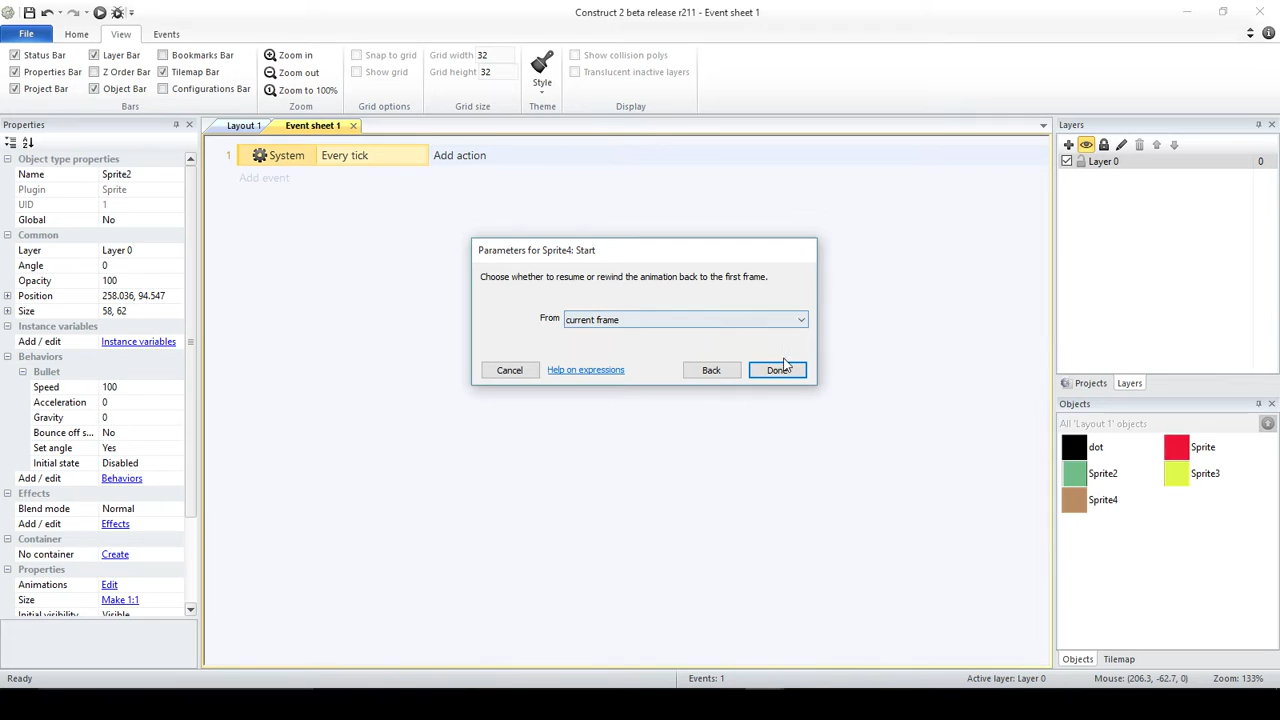 Construct 2 beta release r211 - Event sheet 1
File Home View Events
Status Bar Layer Bar Bookmarks Bar Zoom in Snap to grid Grid width 32 Show collision polys
Properties Bar Z Order Bar Tilemap Bar Zoom out Show grid Grid height 32 Style Translucent inactive layers
Project Bar Object Bar Configurations Bar Zoom to 100%
Bars Zoom Grid options Grid size Theme Display
Properties
Layout 1 Event sheet 1
Layers
Object type properties
Name Sprite2
Plugin Sprite
UID 1
Global No
Common
Layer Layer 0
Angle 0
Opacity 100
Position 258.036, 94.547
Size 58, 62
Instance variables
Add / edit Instance variables
Behaviors
Bullet
Speed 100
Acceleration 0
Gravity 0
Bounce off s... No
Set angle Yes
Initial state Disabled
Add / edit Behaviors
Effects
Blend mode Normal
Add / edit Effects
Container
No container Create
Properties
Animations Edit
Size Make 1:1
Initial visibility Visible
1 System Every tick Add action
Add event
Parameters for Sprite4: Start
Choose whether to resume or rewind the animation back to the first frame.
From current frame
Cancel Help on expressions Back Done
Layer 0 0
Projects Layers
Objects
All 'Layout 1' objects
dot Sprite
Sprite2 Sprite3
Sprite4
Objects Tilemap
Ready Events: 1 Active layer: Layer 0 Mouse: (206.3, -62.7, 0) Zoom: 133%